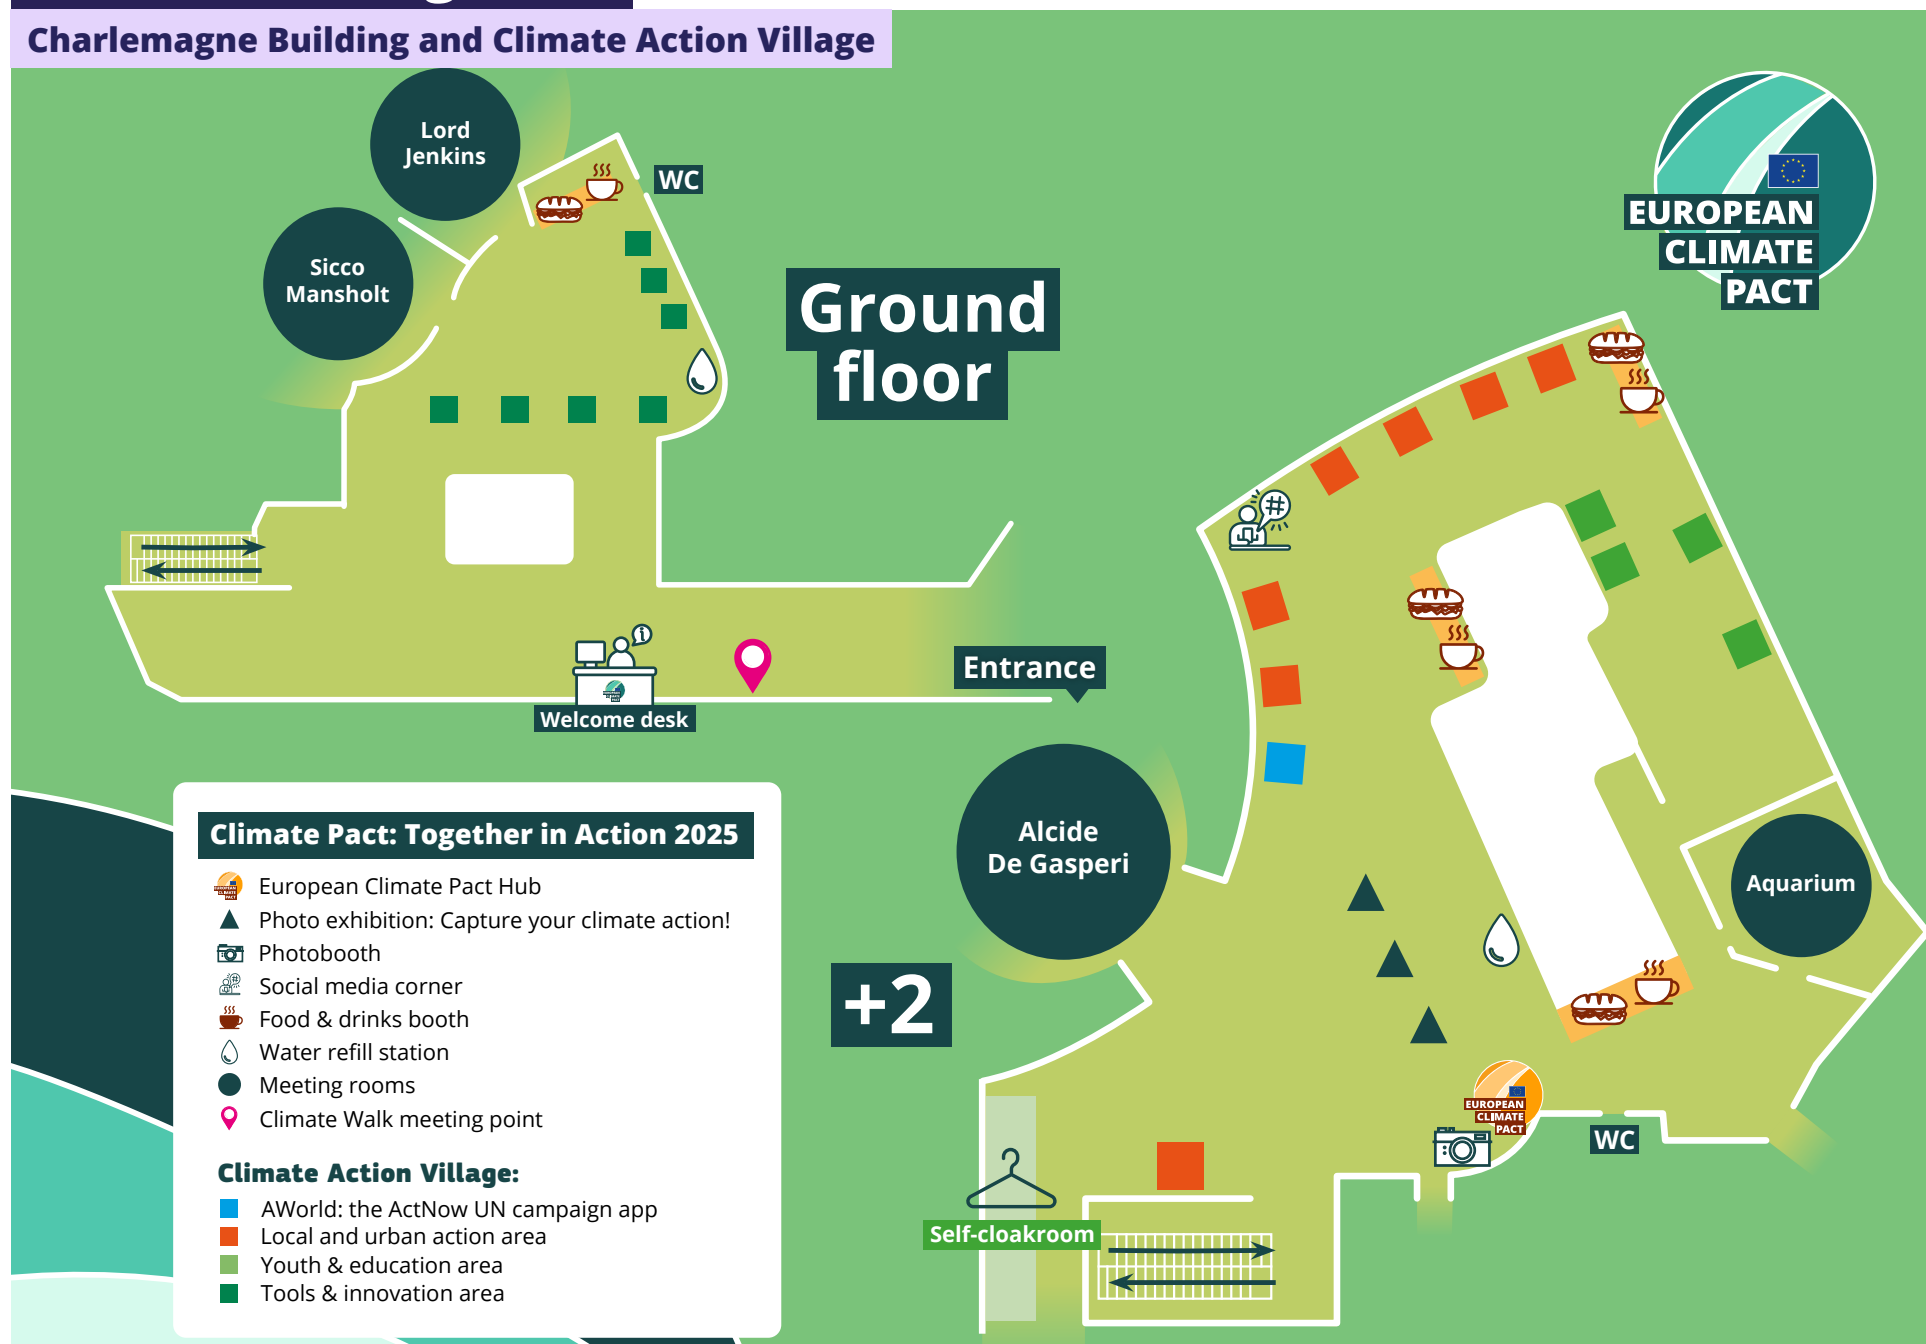 Charlemagne Building and Climate Action Village
Lord
Jenkins
Sicco
Mansholt
WC
Ground
floor
EUROPEAN
CLIMATE
PACT
Entrance
Welcome desk
Alcide
De Gasperi
Aquarium
+2
EUROPEAN
CLIMATE
PACT
WC
Self-cloakroom
Climate Pact: Together in Action 2025
European Climate Pact Hub
Photo exhibition: Capture your climate action!
Photobooth
Social media corner
Food & drinks booth
Water refill station
Meeting rooms
Climate Walk meeting point
Climate Action Village:
AWorld: the ActNow UN campaign app
Local and urban action area
Youth & education area
Tools & innovation area